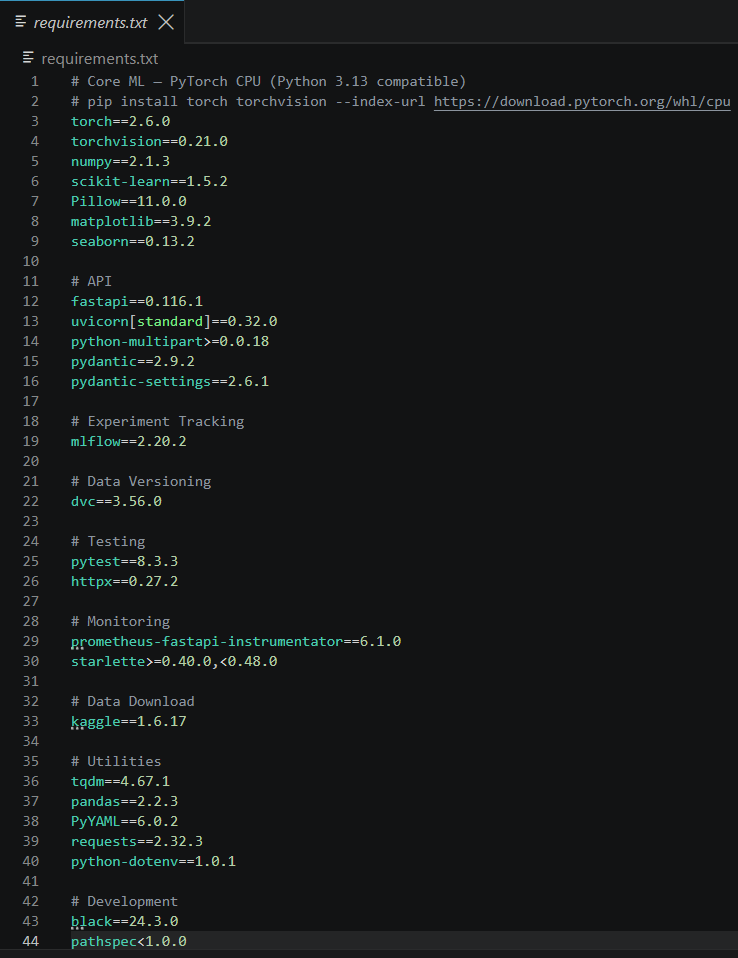 requirements.txt
requirements.txt
1 # Core ML — PyTorch CPU (Python 3.13 compatible)
2 # pip install torch torchvision --index-url https://download.pytorch.org/whl/cpu
3 torch==2.6.0
4 torchvision==0.21.0
5 numpy==2.1.3
6 scikit-learn==1.5.2
7 Pillow==11.0.0
8 matplotlib==3.9.2
9 seaborn==0.13.2
10
11 # API
12 fastapi==0.116.1
13 uvicorn[standard]==0.32.0
14 python-multipart>=0.0.18
15 pydantic==2.9.2
16 pydantic-settings==2.6.1
17
18 # Experiment Tracking
19 mlflow==2.20.2
20
21 # Data Versioning
22 dvc==3.56.0
23
24 # Testing
25 pytest==8.3.3
26 httpx==0.27.2
27
28 # Monitoring
29 prometheus-fastapi-instrumentator==6.1.0
30 starlette>=0.40.0,<0.48.0
31
32 # Data Download
33 kaggle==1.6.17
34
35 # Utilities
36 tqdm==4.67.1
37 pandas==2.2.3
38 PyYAML==6.0.2
39 requests==2.32.3
40 python-dotenv==1.0.1
41
42 # Development
43 black==24.3.0
44 pathspec<1.0.0